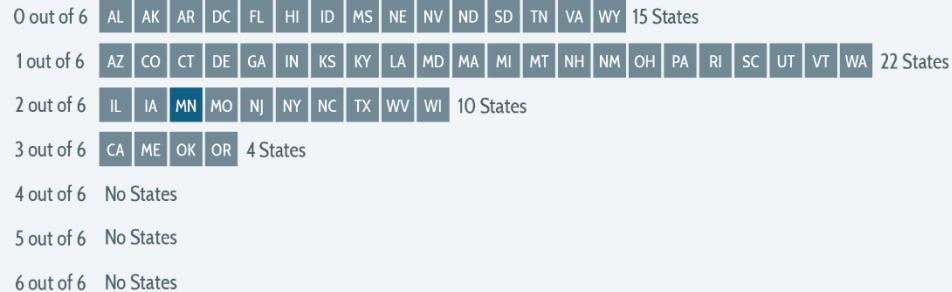 0 out of 6 AL AK AR DC FL HI ID MS NE NV ND SD TN VA WY 15 States
1 out of 6 AZ CO CT DE GA IN KS KY LA MD MA MI MT NH NM OH PA RI SC UT VT WA 22 States
2 out of 6 IL IA MN MO NJ NY NC TX WV WI 10 States
3 out of 6 CA ME OK OR 4 States
4 out of 6 No States
5 out of 6 No States
6 out of 6 No States